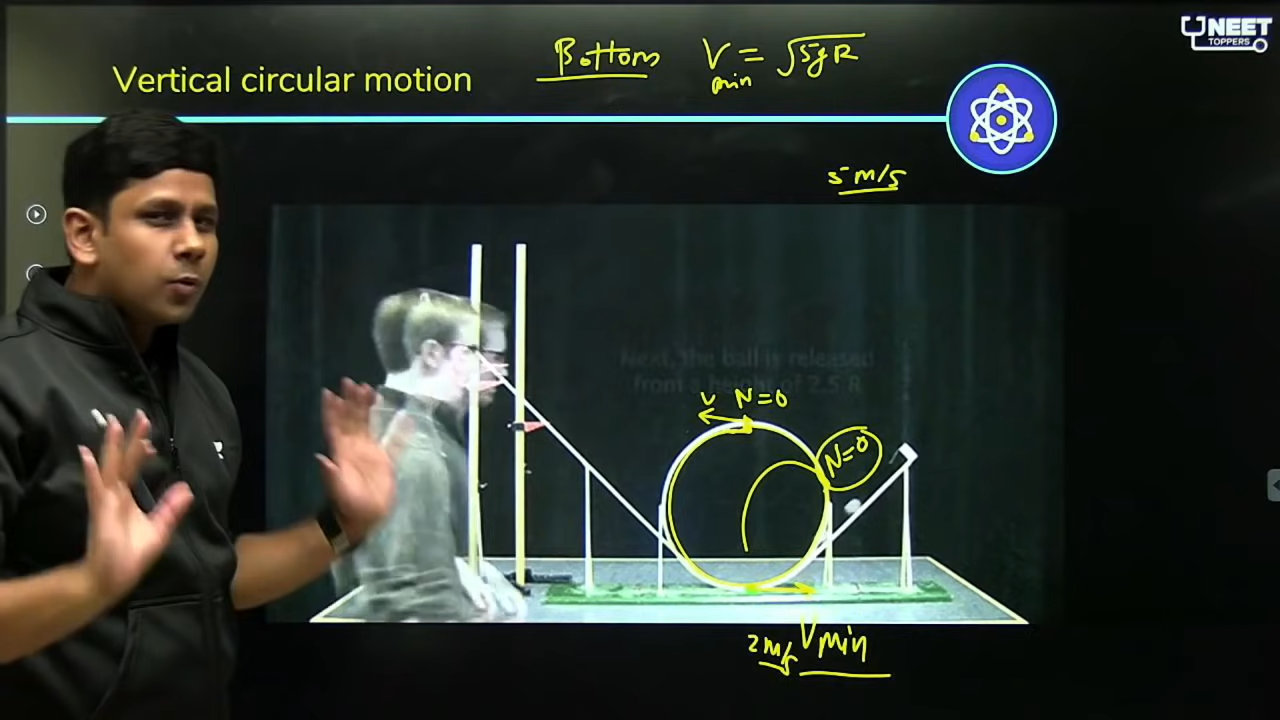 NEET
TOPPERS
Bottom V min = √5gR
Vertical circular motion
5 m/s
Next, the ball is released
from a height of 2.5 R
V N=0
N=0
2 m/s Vmin